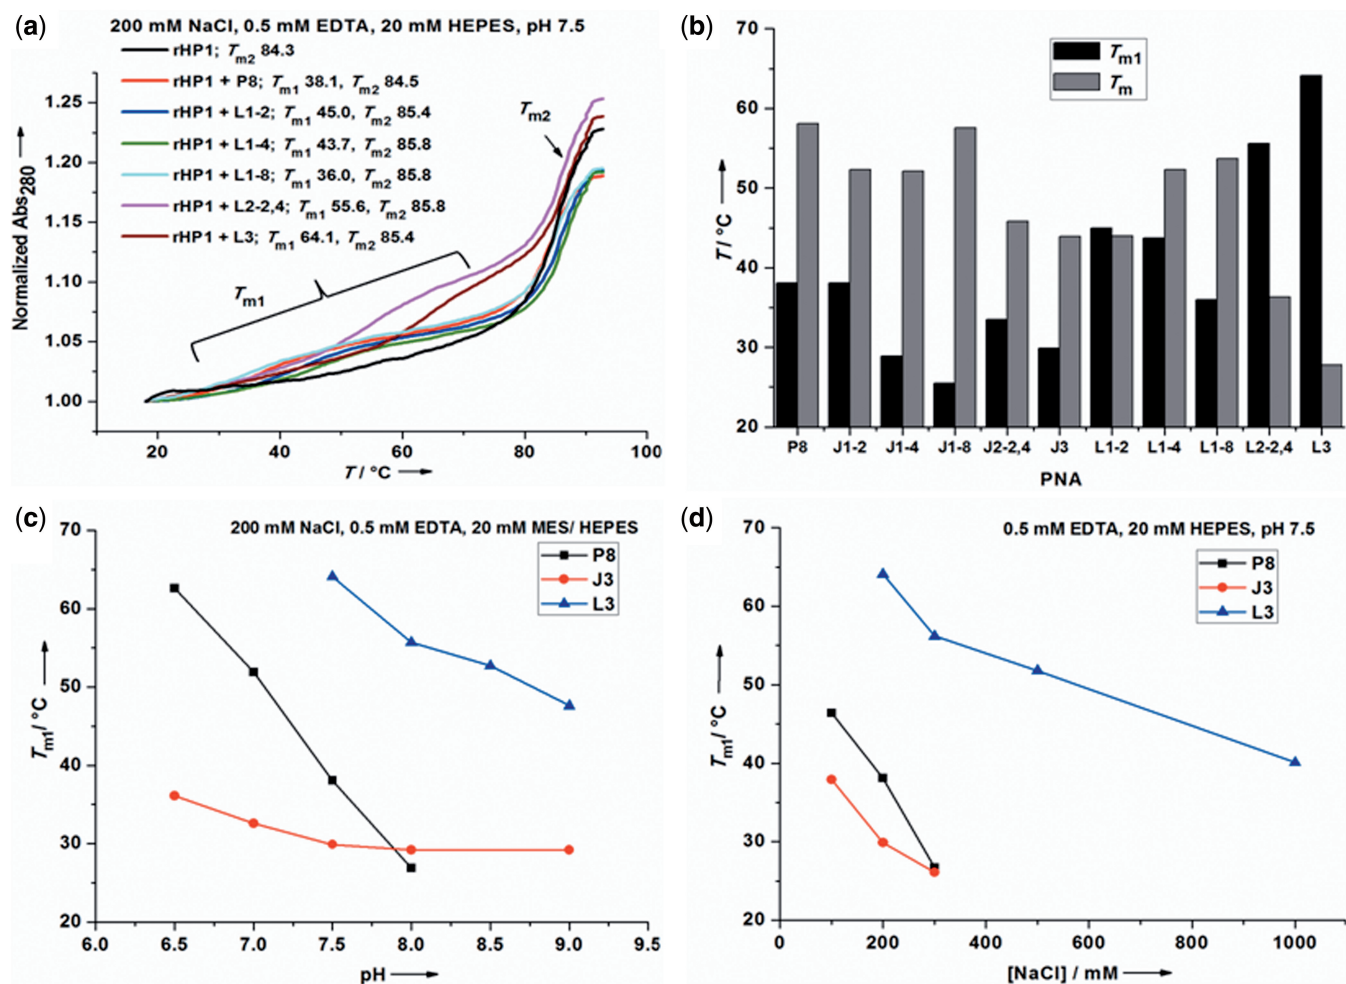 (a)
200 mM NaCl, 0.5 mM EDTA, 20 mM HEPES, pH 7.5
rHP1; Tm2 84.3
rHP1 + P8; Tm1 38.1, Tm2 84.5
rHP1 + L1-2; Tm1 45.0, Tm2 85.4
rHP1 + L1-4; Tm1 43.7, Tm2 85.8
rHP1 + L1-8; Tm1 36.0, Tm2 85.8
rHP1 + L2-2,4; Tm1 55.6, Tm2 85.8
rHP1 + L3; Tm1 64.1, Tm2 85.4
Tm2
Tm1
Normalized Abs280
1.25
1.20
1.15
1.10
1.05
1.00
20 40 60 80 100
T / °C
(b)
Tm1
Tm
T / °C
70
60
50
40
30
20
P8 J1-2 J1-4 J1-8 J2-2,4 J3 L1-2 L1-4 L1-8 L2-2,4 L3
PNA
(c)
200 mM NaCl, 0.5 mM EDTA, 20 mM MES/ HEPES
P8
J3
L3
Tm1/ °C
70
60
50
40
30
20
6.0 6.5 7.0 7.5 8.0 8.5 9.0 9.5
pH
(d)
0.5 mM EDTA, 20 mM HEPES, pH 7.5
P8
J3
L3
Tm1/ °C
70
60
50
40
30
20
0 200 400 600 800 1000
[NaCl] / mM